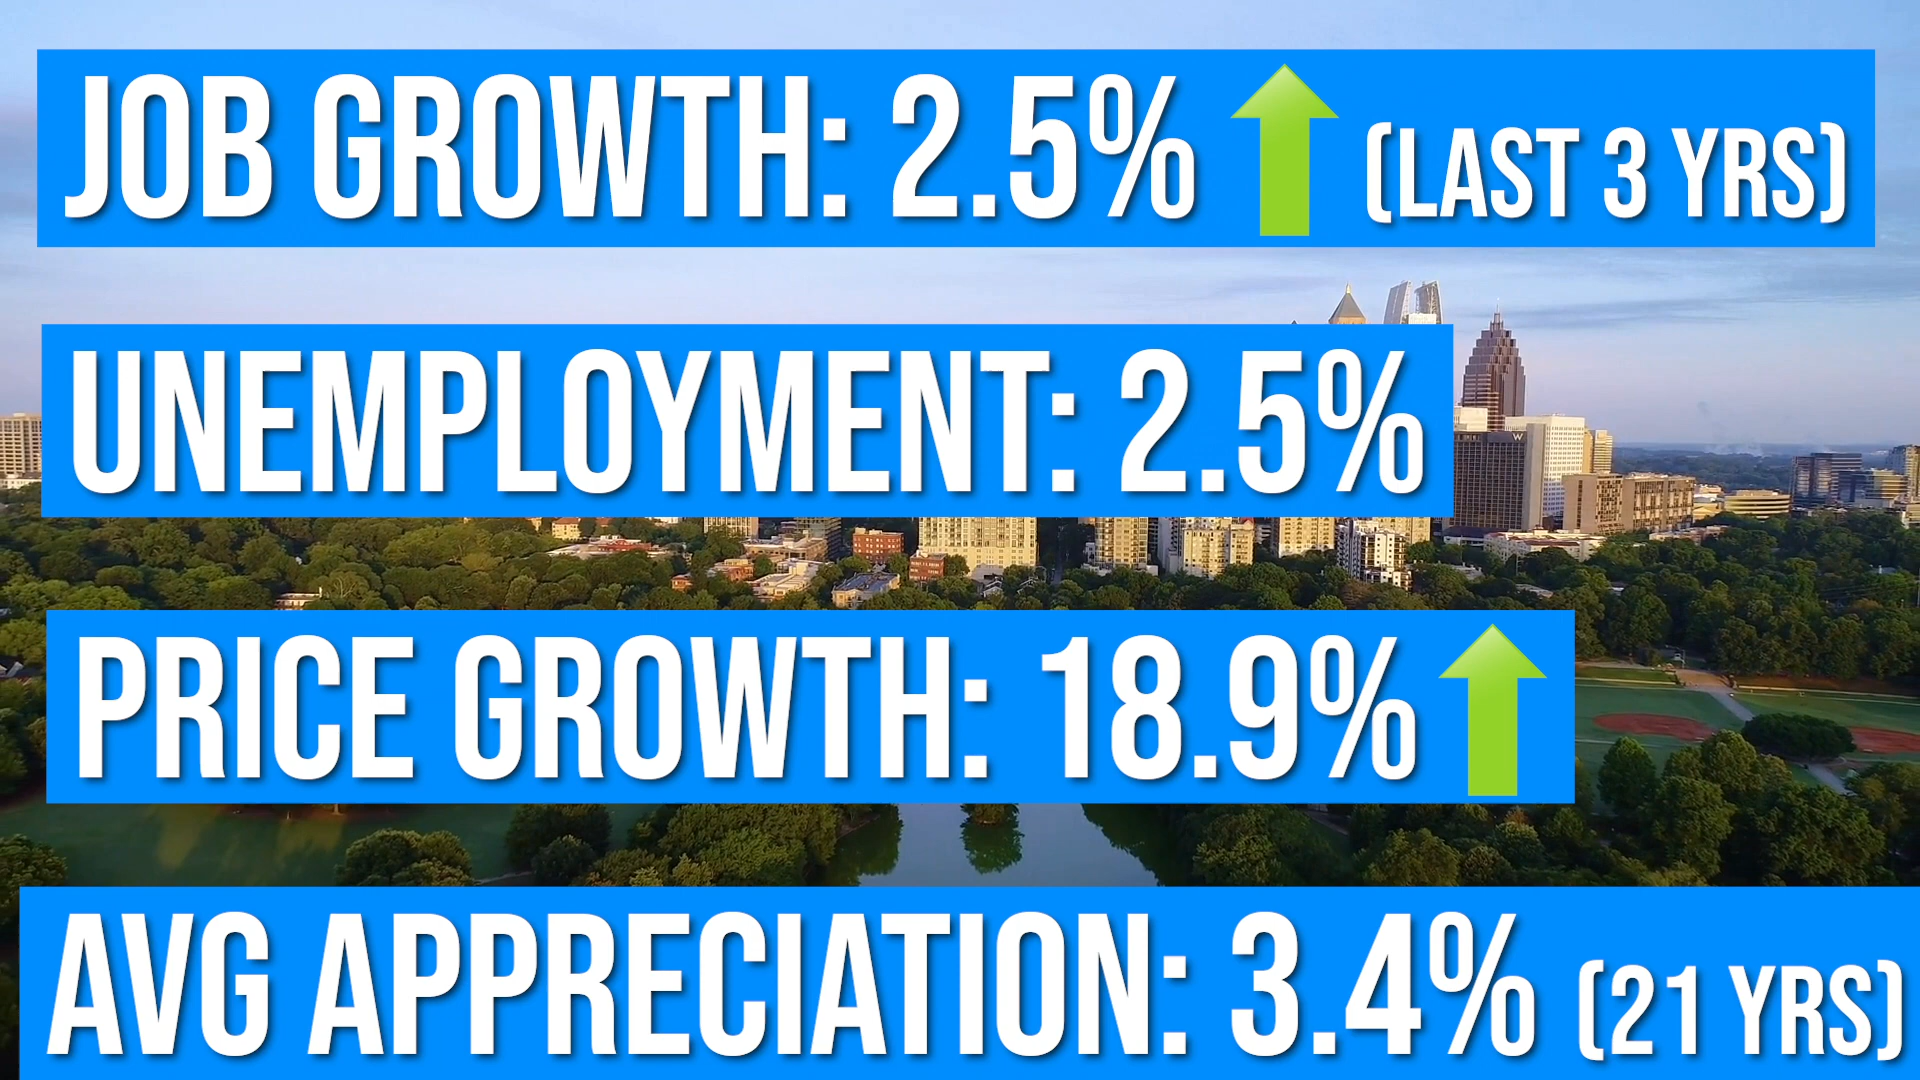 JOB GROWTH: 2.5% (LAST 3 YRS)
UNEMPLOYMENT: 2.5%
W
PRICE GROWTH: 18.9%
AVG APPRECIATION: 3.4% (21 YRS)